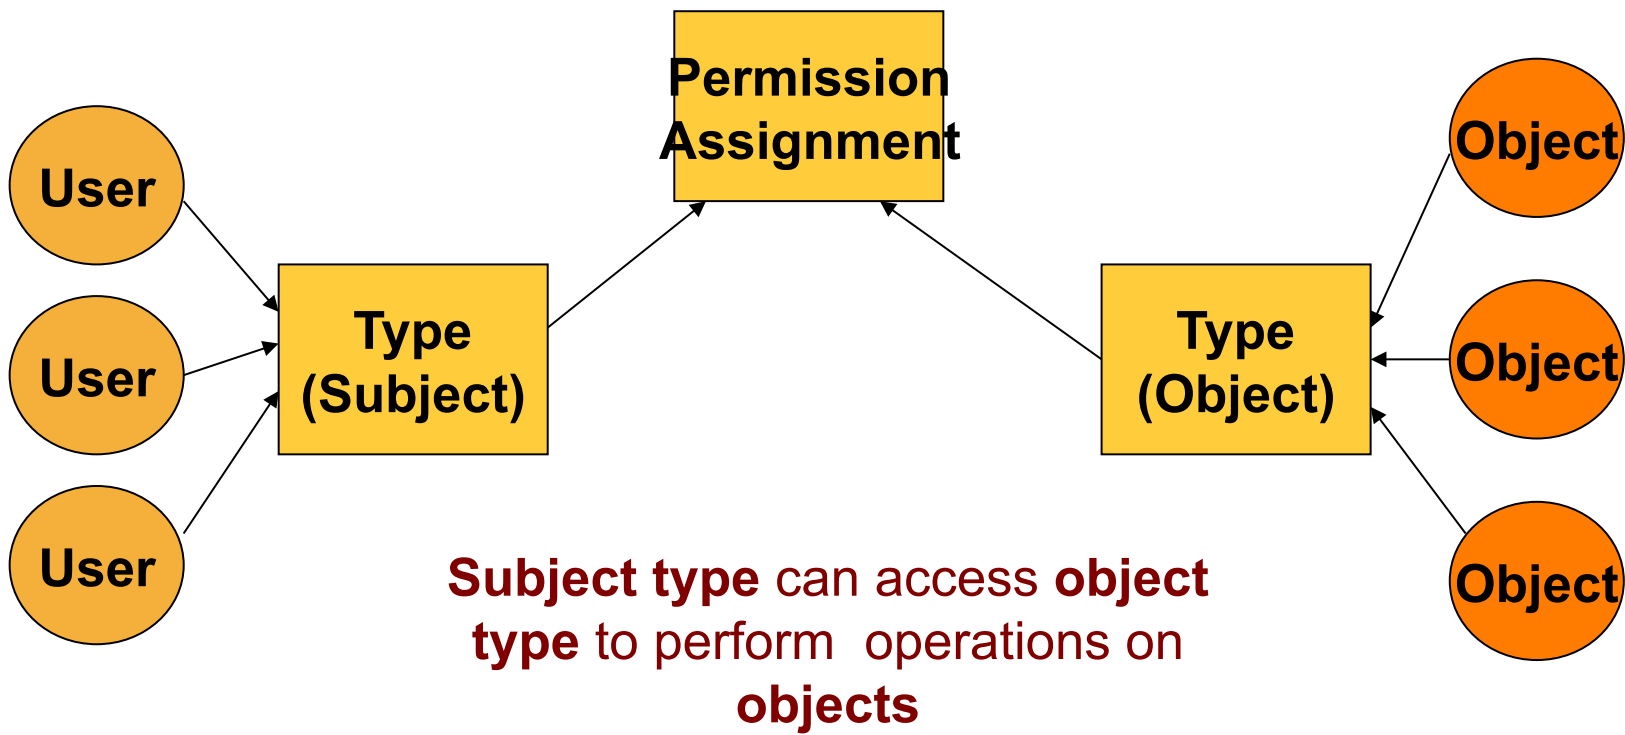 Permission
Assignment
User
User
User
Type
(Subject)
Type
(Object)
Object
Object
Object
Subject type can access object
type to perform  operations on
objects